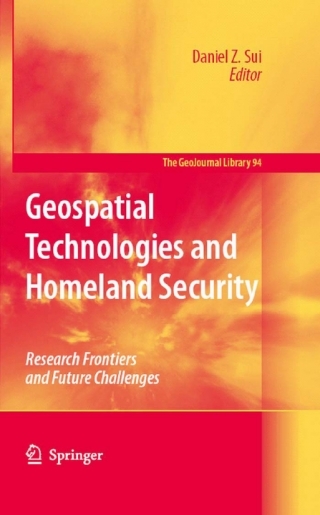 Daniel Z. Sui
Editor
The GeoJournal Library 94
Geospatial
Technologies and
Homeland Security
Research Frontiers
and Future Challenges
Springer